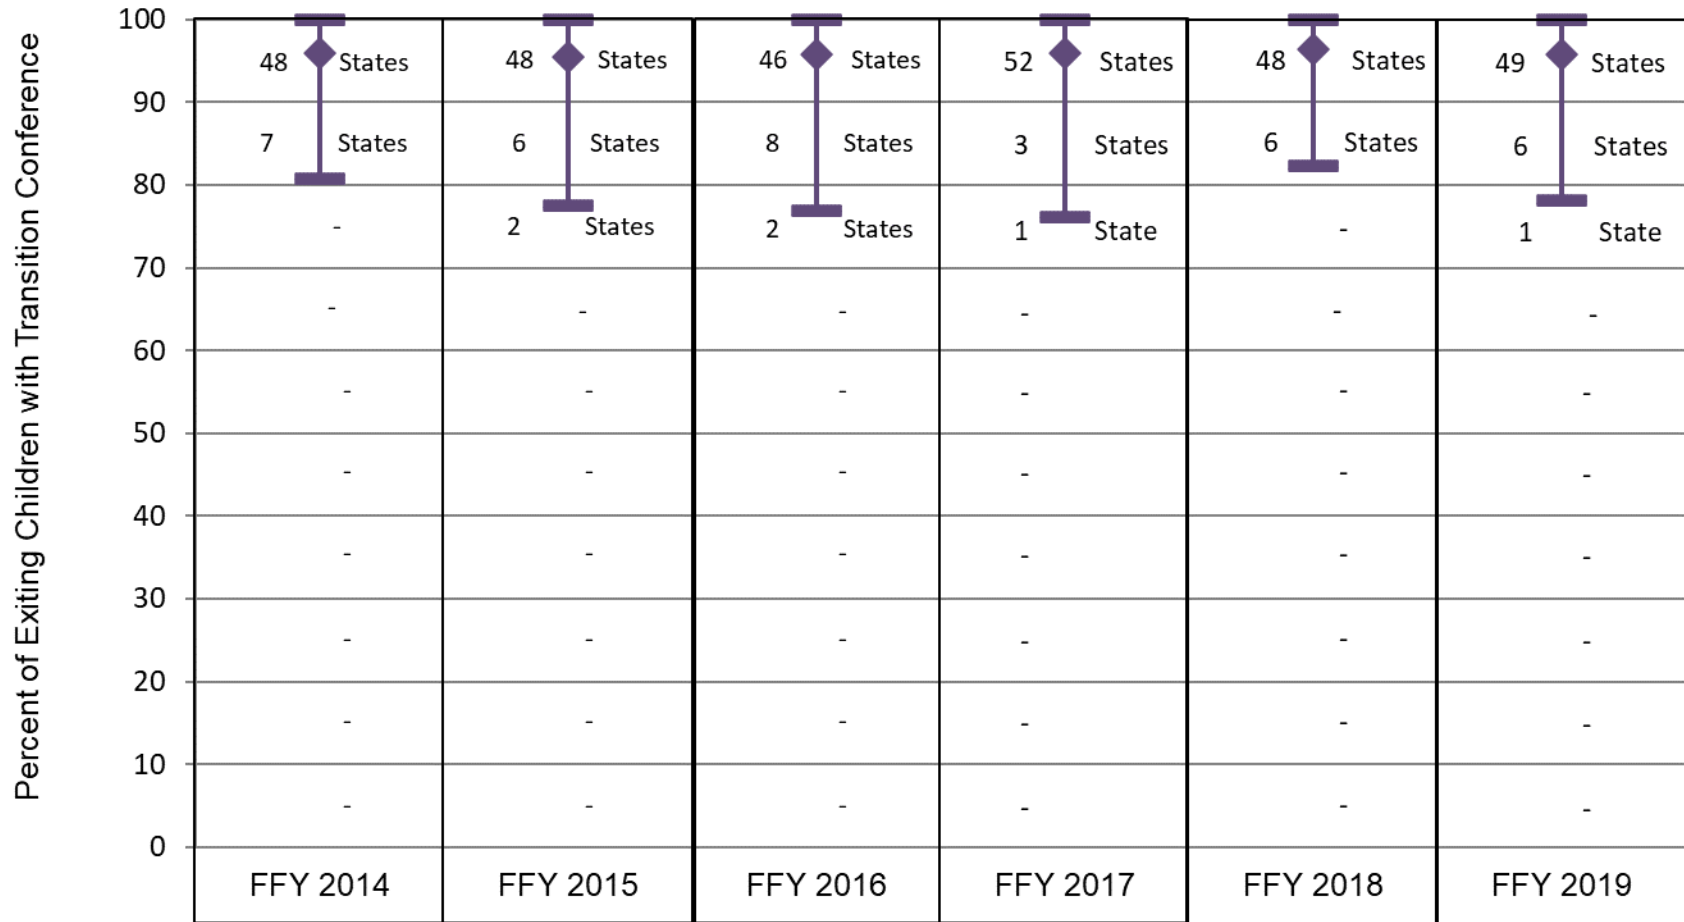 Percent of Exiting Children with Transition Conference
100
48 States 48 States 46 States 52 States 48 States 49 States
90
7 States 6 States 8 States 3 States 6 States 6 States
80
- 2 States 2 States 1 State - 1 State
70
- - - - - -
60
- - - - - -
50
- - - - - -
40
- - - - - -
30
- - - - - -
20
- - - - - -
10
- - - - - -
0
FFY 2014 FFY 2015 FFY 2016 FFY 2017 FFY 2018 FFY 2019